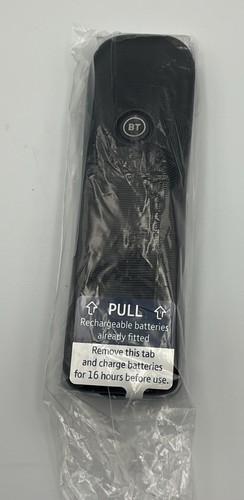 BT
PULL
Rechargeable batteries
already fitted
Remove this tab
and charge batteries
for 16 hours before use.